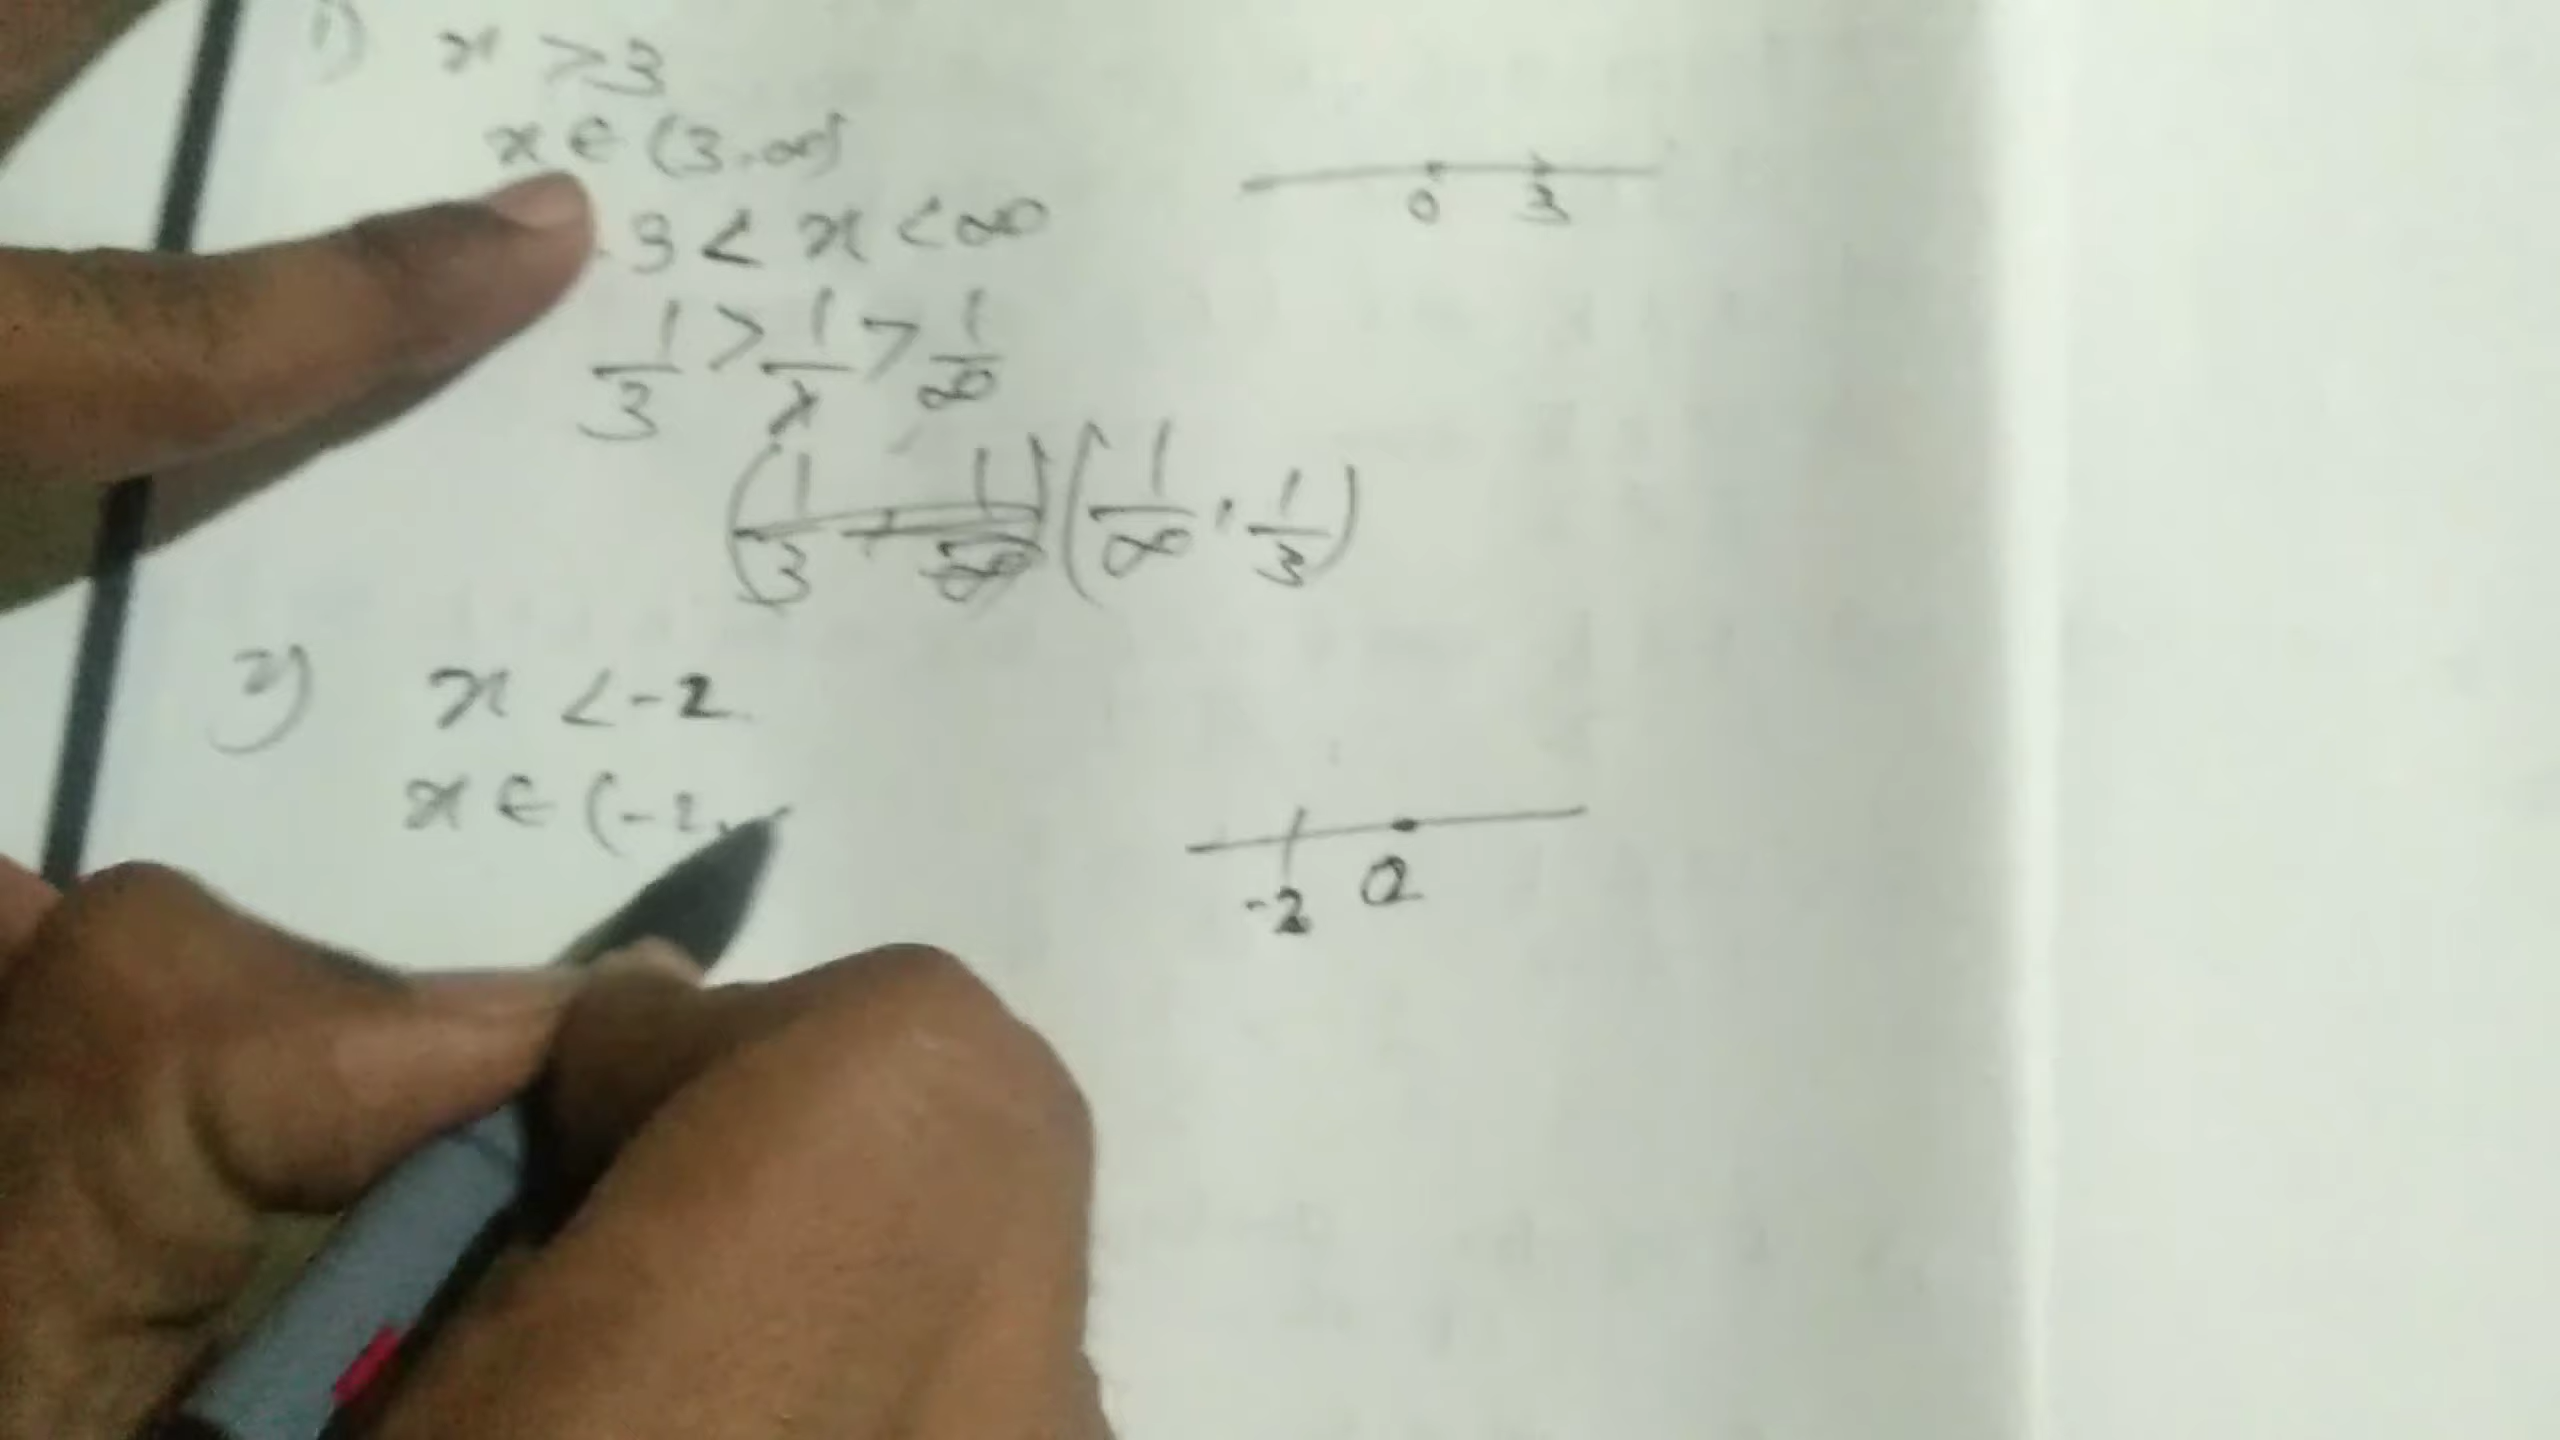 1) x > 3
x ∈ (3, ∞)
3 < x < ∞
0 3
1/3 > 1/x > 1/∞
(1/3 , 1/∞) (1/∞ , 1/3)
2) x < -2
x ∈ (-2,
-2 0